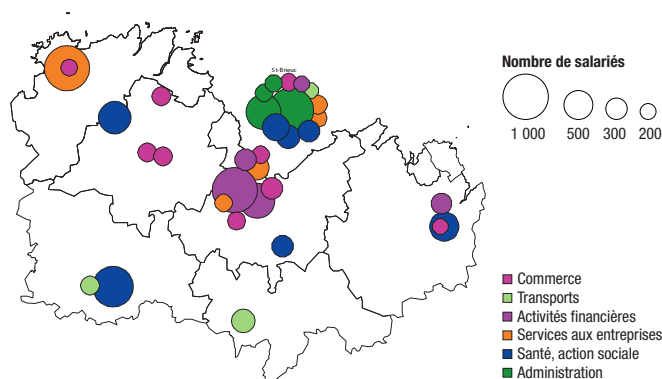 St-Brieuc
Nombre de salariés
1 000 500 300 200
Commerce
Transports
Activités financières
Services aux entreprises
Santé, action sociale
Administration